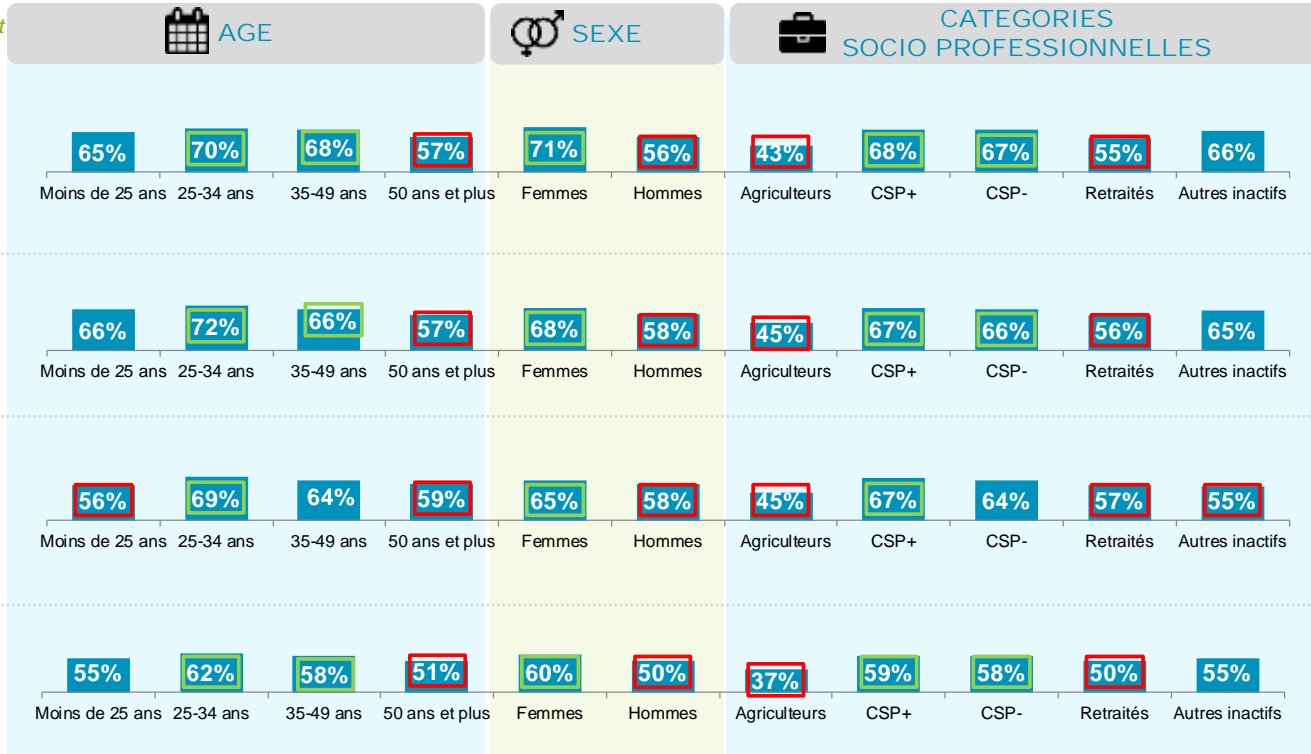 t
AGE
SEXE
CATEGORIES
SOCIO PROFESSIONNELLES
65% 70% 68% 57% 71% 56% 43% 68% 67% 55% 66%
Moins de 25 ans 25-34 ans 35-49 ans 50 ans et plus Femmes Hommes Agriculteurs CSP+ CSP- Retraités Autres inactifs
66% 72% 66% 57% 68% 58% 45% 67% 66% 56% 65%
Moins de 25 ans 25-34 ans 35-49 ans 50 ans et plus Femmes Hommes Agriculteurs CSP+ CSP- Retraités Autres inactifs
56% 69% 64% 59% 65% 58% 45% 67% 64% 57% 55%
Moins de 25 ans 25-34 ans 35-49 ans 50 ans et plus Femmes Hommes Agriculteurs CSP+ CSP- Retraités Autres inactifs
55% 62% 58% 51% 60% 50% 37% 59% 58% 50% 55%
Moins de 25 ans 25-34 ans 35-49 ans 50 ans et plus Femmes Hommes Agriculteurs CSP+ CSP- Retraités Autres inactifs